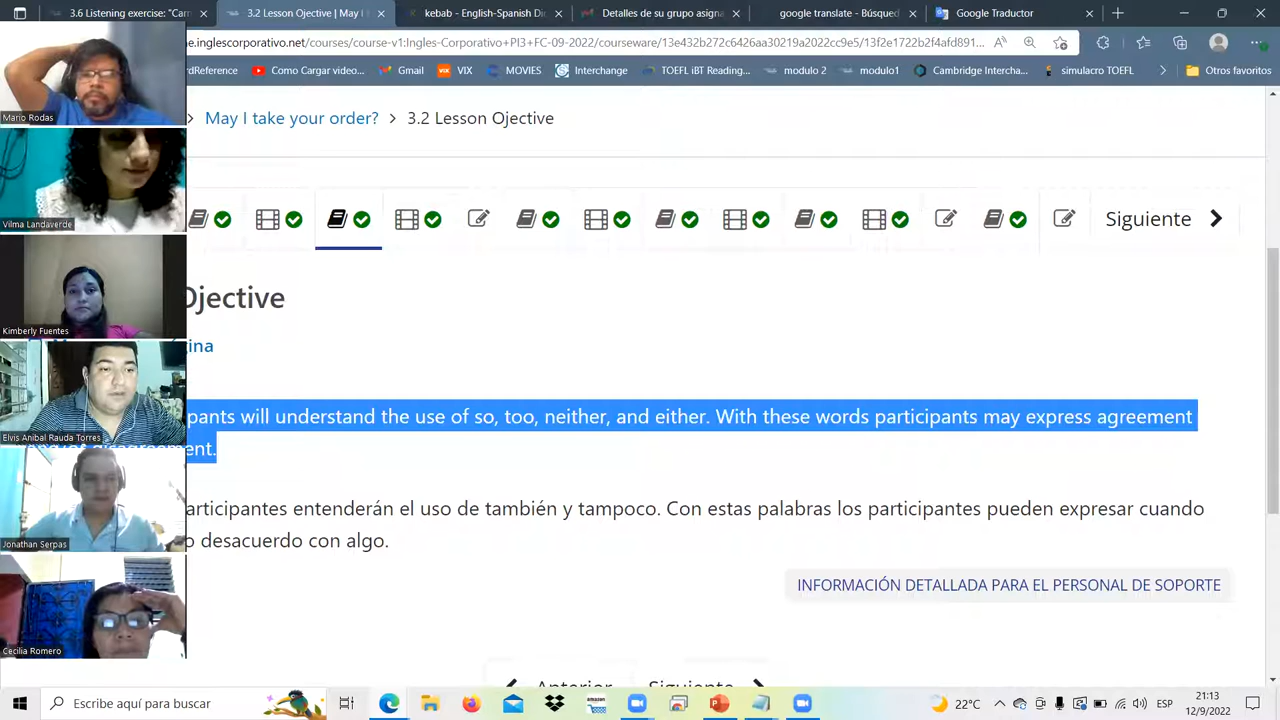 3.6 Listening exercise: "Car
3.2 Lesson Ojective | May I
kebab - English-Spanish Di
Detalles de su grupo asigna
google translate - Búsqued
Google Traductor
ne.inglescorporativo.net/courses/course-v1:Ingles-Corporativo+PI3+FC-09-2022/courseware/13e432b272c6426aa30219a2022cc9e5/13f2e1722b2f4afd891...
rdReference
Como Cargar video...
Gmail
VIX
MOVIES
Interchange
TOEFL iBT Reading...
modulo 2
modulo1
Cambridge Intercha...
simulacro TOEFL
Otros favoritos
May I take your order? > 3.2 Lesson Ojective
Siguiente
Ojective
ina
pants will understand the use of so, too, neither, and either. With these words participants may express agreement
ent.
articipantes entenderán el uso de también y tampoco. Con estas palabras los participantes pueden expresar cuando
o desacuerdo con algo.
INFORMACIÓN DETALLADA PARA EL PERSONAL DE SOPORTE
Anterior
Siguiente
Mario Rodas
Vilma Landaverde
Kimberly Fuentes
Elvis Anibal Rauda Torres
Jonathan Serpas
Cecilia Romero
Escribe aquí para buscar
amazon
22°C
ESP
21:13
12/9/2022